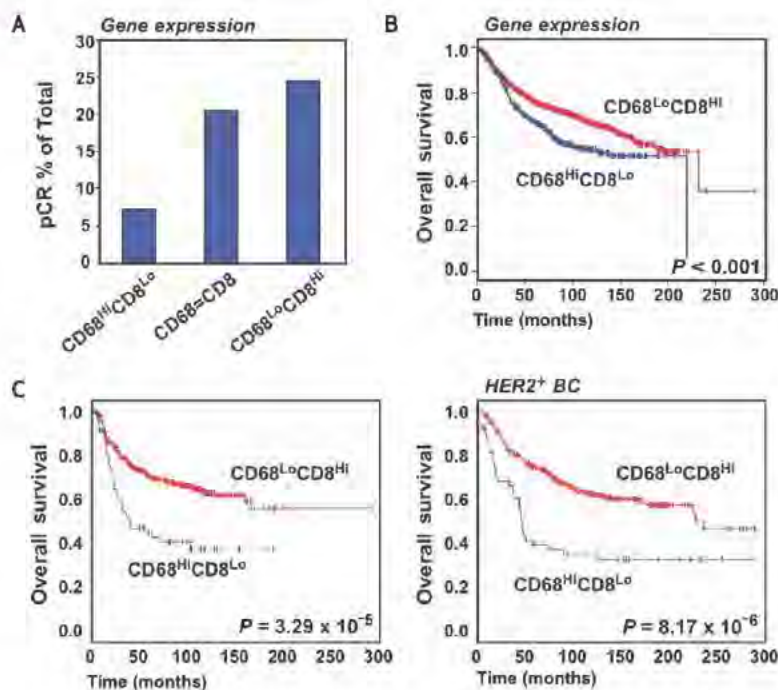 A
Gene expression
pCR % of Total
30
25
20
15
10
5
0
CD68HiCD8Lo
CD68=CD8
CD68LoCD8Hi
B
Gene expression
Overall survival
1.0
0.8
0.6
0.4
0.2
0.0
CD68LoCD8HI
CD68HiCD8Lo
P < 0.001
0 50 100 150 200 250 300
Time (months)
C
Overall survival
1.0
0.8
0.6
0.4
0.2
0.0
CD68LoCD8Hi
CD68HiCD8Lo
P = 3.29 x 10-5
0 50 100 150 200 250 300
Time (months)
HER2+ BC
Overall survival
1.0
0.8
0.6
0.4
0.2
0.0
CD68LoCD8Hi
CD68HiCD8Lo
P = 8.17 x 10-6
0 50 100 150 200 250 300
Time (months)